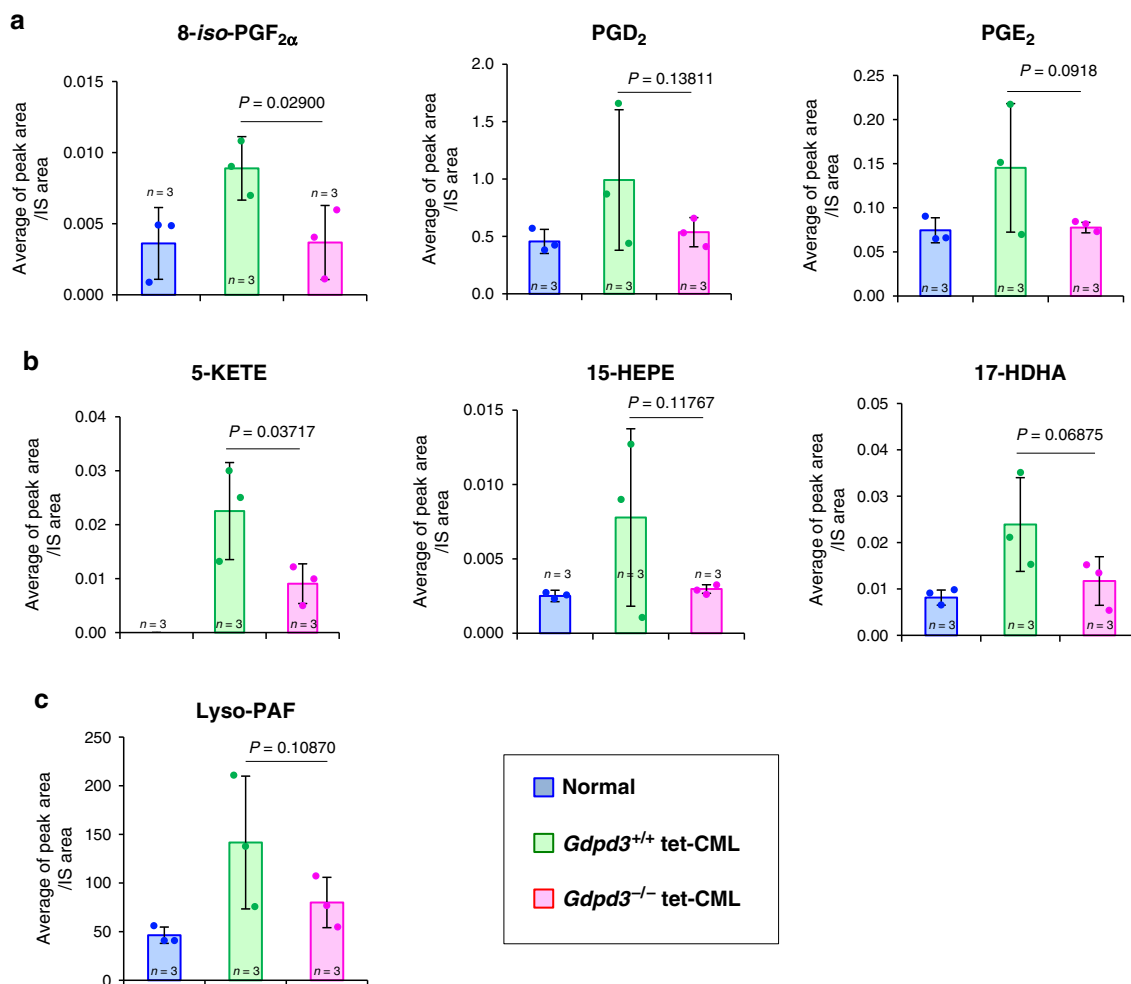 a
8-iso-PGF2α
Average of peak area
/IS area
0.015
0.010
0.005
0.000
P = 0.02900
n = 3
n = 3
n = 3
PGD2
Average of peak area
/IS area
2.0
1.5
1.0
0.5
0.0
P = 0.13811
n = 3
n = 3
n = 3
PGE2
Average of peak area
/IS area
0.25
0.20
0.15
0.10
0.05
0.00
P = 0.0918
n = 3
n = 3
n = 3
b
5-KETE
Average of peak area
/IS area
0.04
0.03
0.02
0.01
0.00
P = 0.03717
n = 3
n = 3
n = 3
15-HEPE
Average of peak area
/IS area
0.015
0.010
0.005
0.000
P = 0.11767
n = 3
n = 3
n = 3
17-HDHA
Average of peak area
/IS area
0.05
0.04
0.03
0.02
0.01
0.00
P = 0.06875
n = 3
n = 3
n = 3
c
Lyso-PAF
Average of peak area
/IS area
250
200
150
100
50
0
P = 0.10870
n = 3
n = 3
n = 3
Normal
Gdpd3+/+ tet-CML
Gdpd3−/− tet-CML